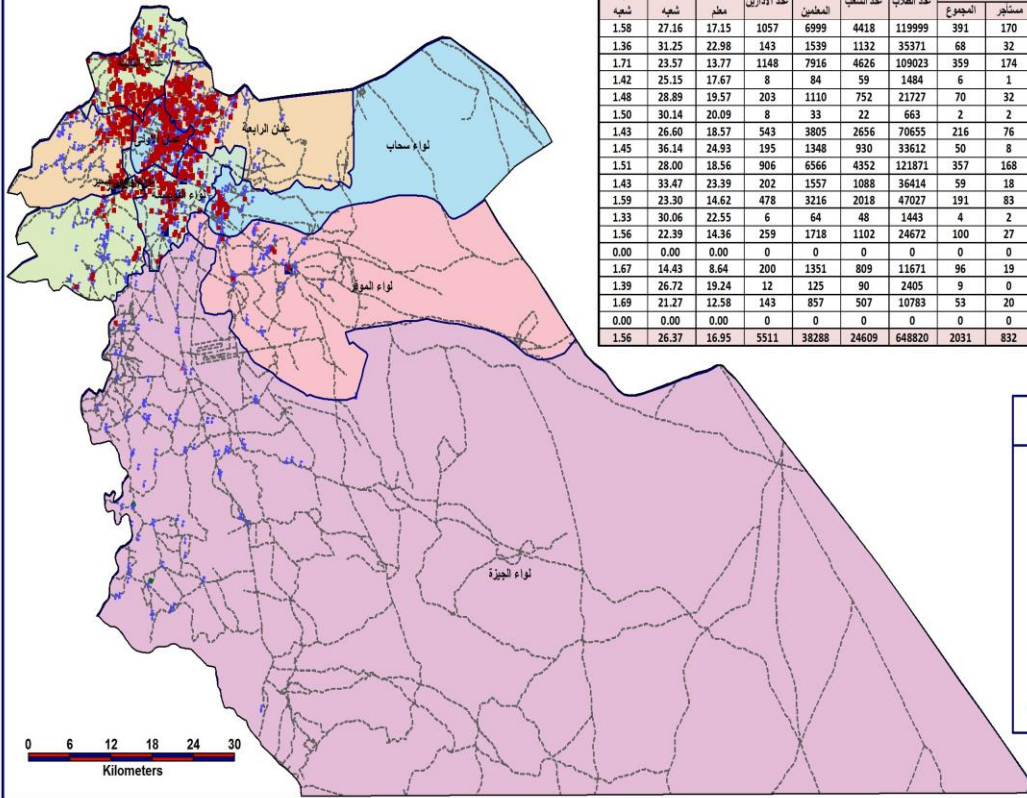 مستأجر المجموع عدد الطلاب عدد الشعب المعلمين عدد الاداريين معلم شعبه شعبه
170 391 119999 4418 6999 1057 17.15 27.16 1.58
32 68 35371 1132 1539 143 22.98 31.25 1.36
174 359 109023 4626 7916 1148 13.77 23.57 1.71
1 6 1484 59 84 8 17.67 25.15 1.42
32 70 21727 752 1110 203 19.57 28.89 1.48
2 2 663 22 33 8 20.09 30.14 1.50
76 216 70655 2656 3805 543 18.57 26.60 1.43
8 50 33612 930 1348 195 24.93 36.14 1.45
168 357 121871 4352 6566 906 18.56 28.00 1.51
18 59 36414 1088 1557 202 23.39 33.47 1.43
83 191 47027 2018 3216 478 14.62 23.30 1.59
2 4 1443 48 64 6 22.55 30.06 1.33
27 100 24672 1102 1718 259 14.36 22.39 1.56
0 0 0 0 0 0 0.00 0.00 0.00
19 96 11671 809 1351 200 8.64 14.43 1.67
0 9 2405 90 125 12 19.24 26.72 1.39
20 53 10783 507 857 143 12.58 21.27 1.69
0 0 0 0 0 0 0.00 0.00 0.00
832 2031 648820 24609 38288 5511 16.95 26.37 1.56
عمان الرابعة
لواء سحاب
لواء الموقر
لواء الجيزة
0 6 12 18 24 30
Kilometers